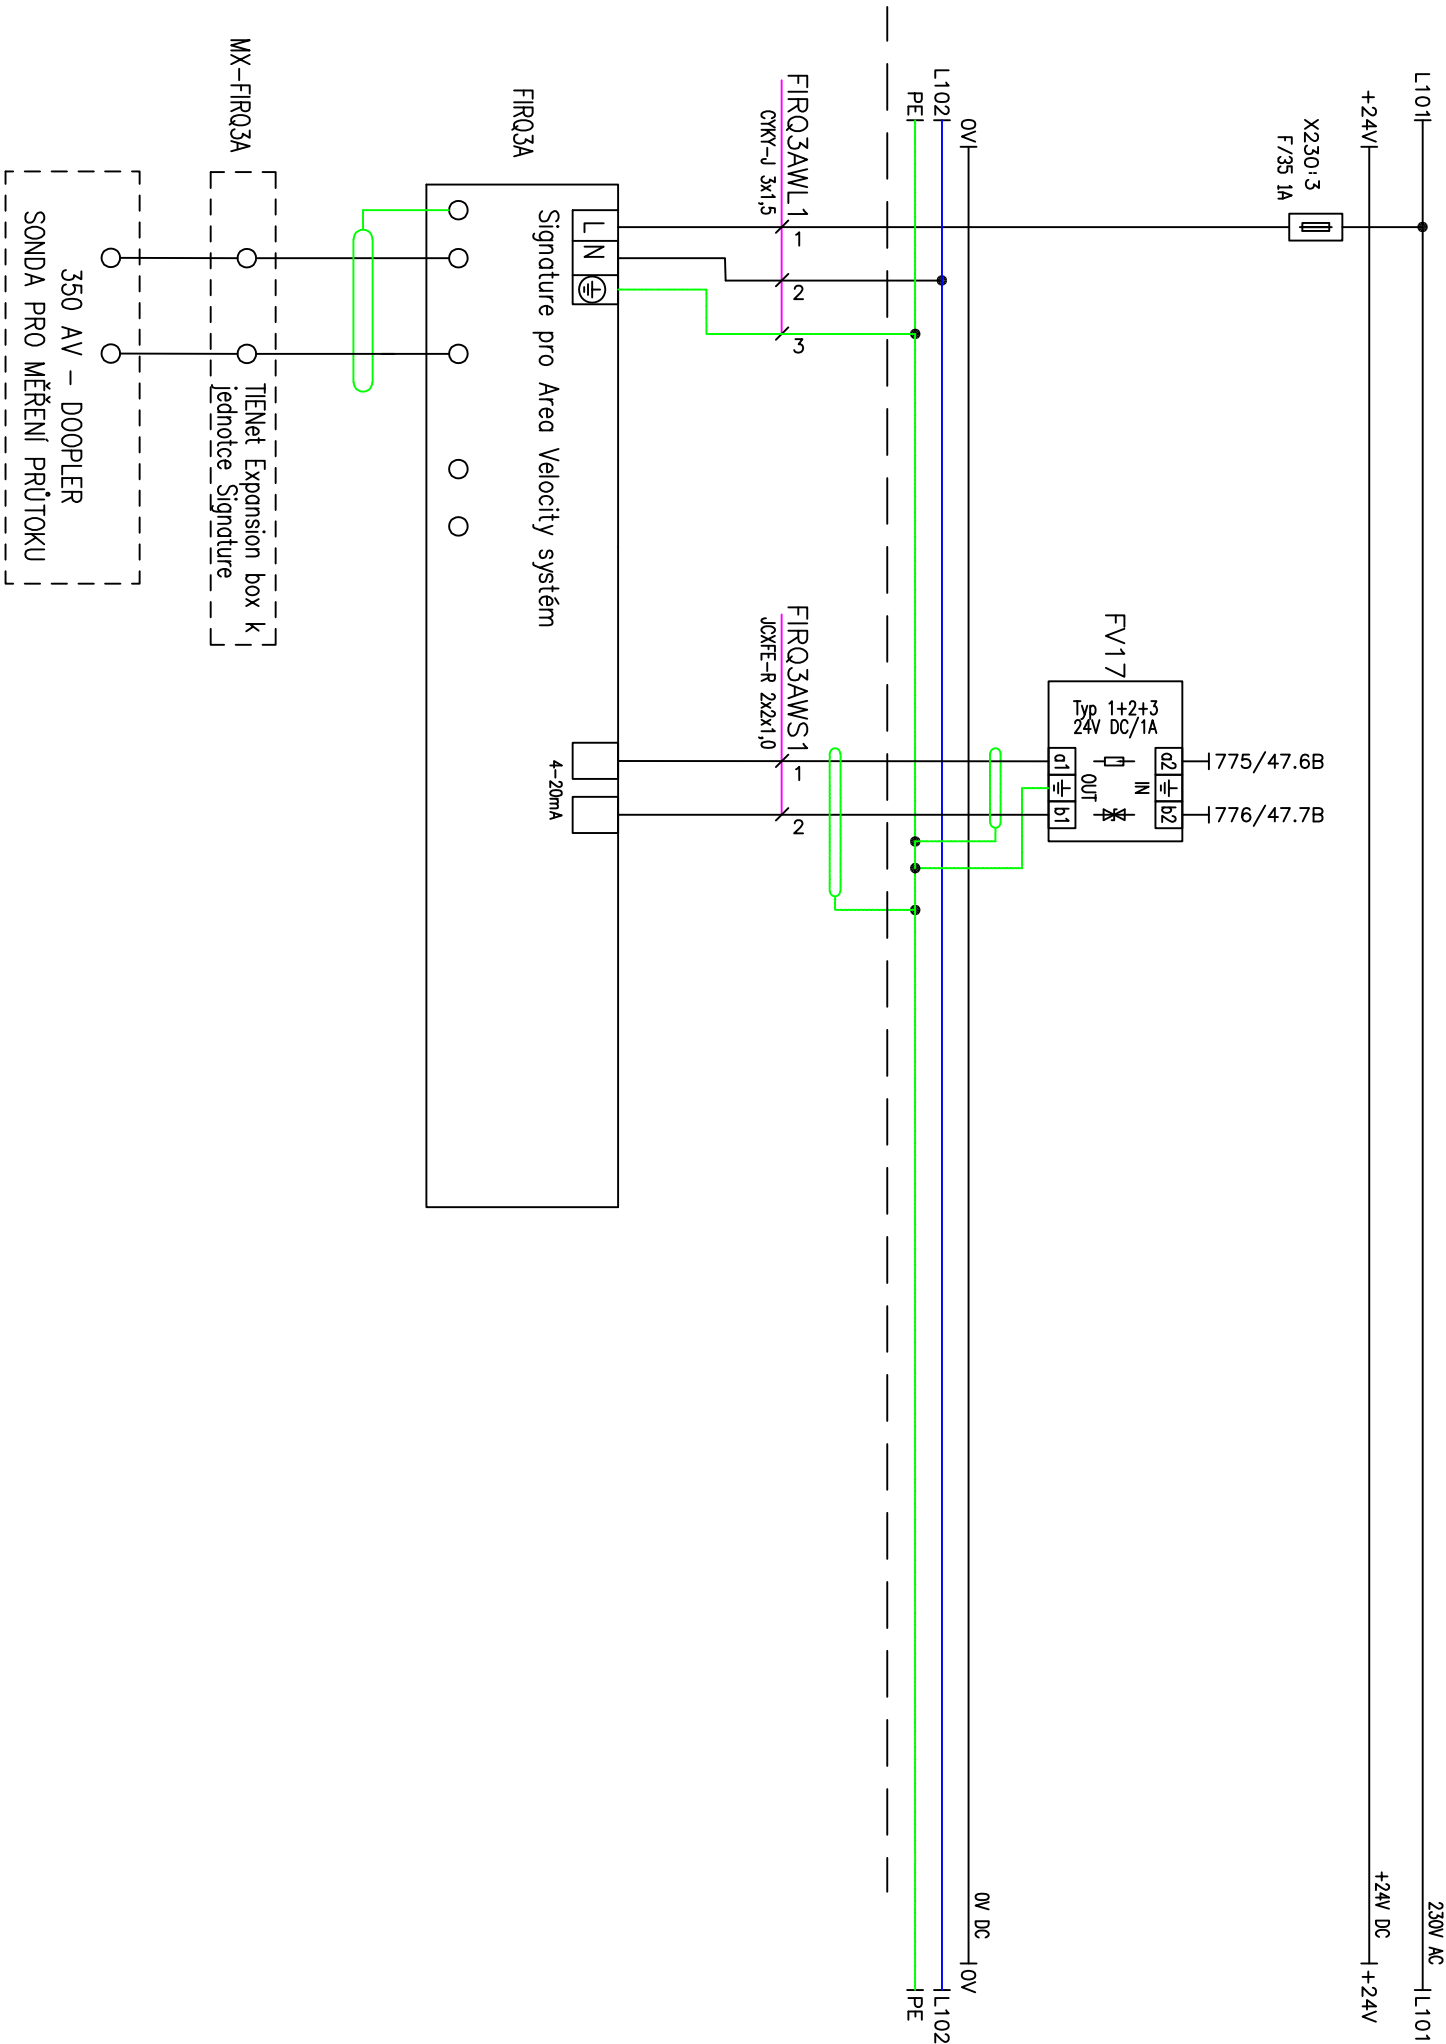 L101
230V AC
L101
+24V
+24V DC
+24V
X230:3
F/35 1A
775/47.6B
776/47.7B
FV17
Typ 1+2+3
24V DC/1A
a2
b2
IN
OUT
a1
b1
0V
0V DC
0V
L102
L102
PE
PE
FIRQ3AWL1
CYKY-J 3x1,5
1
2
3
FIRQ3AWS1
JCXFE-R 2x2x1,0
1
2
FIRQ3A
L
N
Signature pro Area Velocity systém
4-20mA
MX-FIRQ3A
TIENet Expansion box k
jednotce Signature
350 AV - DOOPLER
SONDA PRO MĚŘENÍ PRŮTOKU